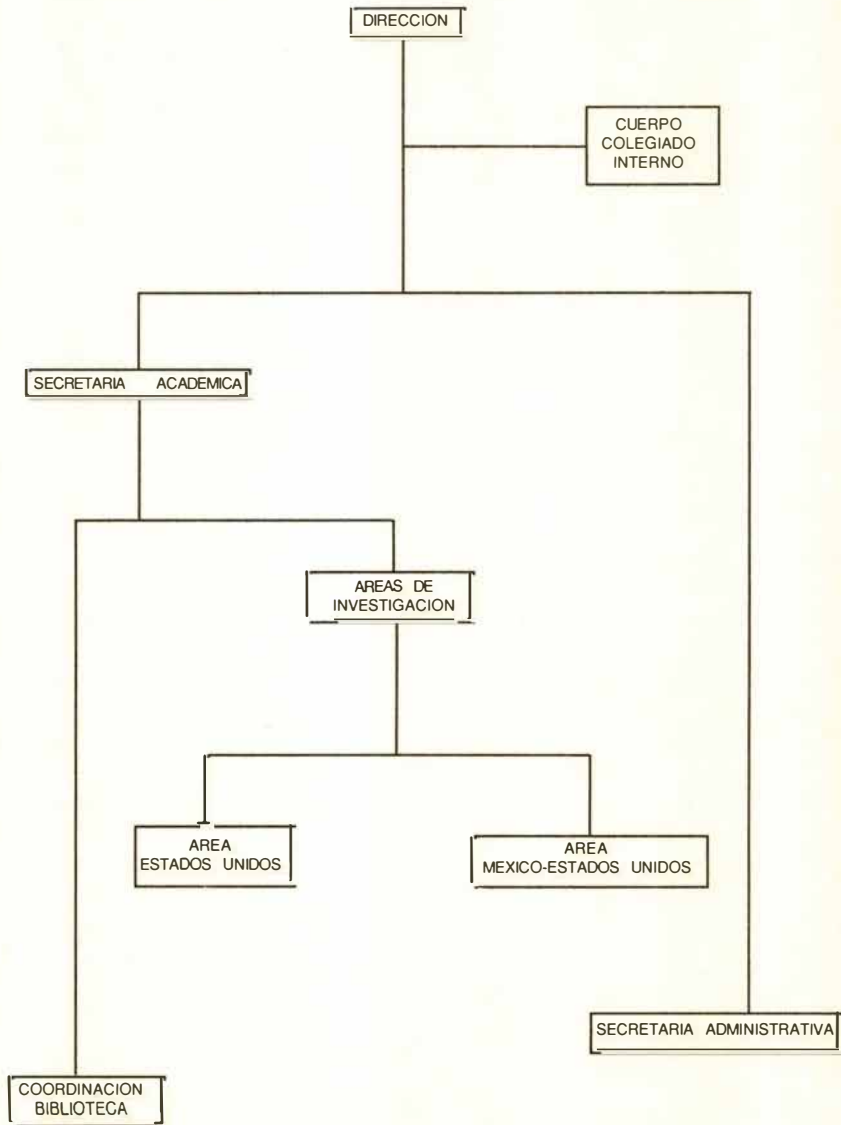 DIRECCION
CUERPO
COLEGIADO
INTERNO
SECRETARIA ACADEMICA
AREAS DE
INVESTIGACION
AREA
ESTADOS UNIDOS
AREA
MEXICO-ESTADOS UNIDOS
SECRETARIA ADMINISTRATIVA
COORDINACION
BIBLIOTECA